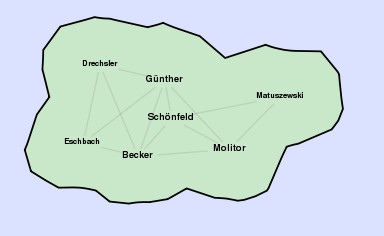 Drechsler
Günther
Matuszewski
Schönfeld
Eschbach
Molitor
Becker